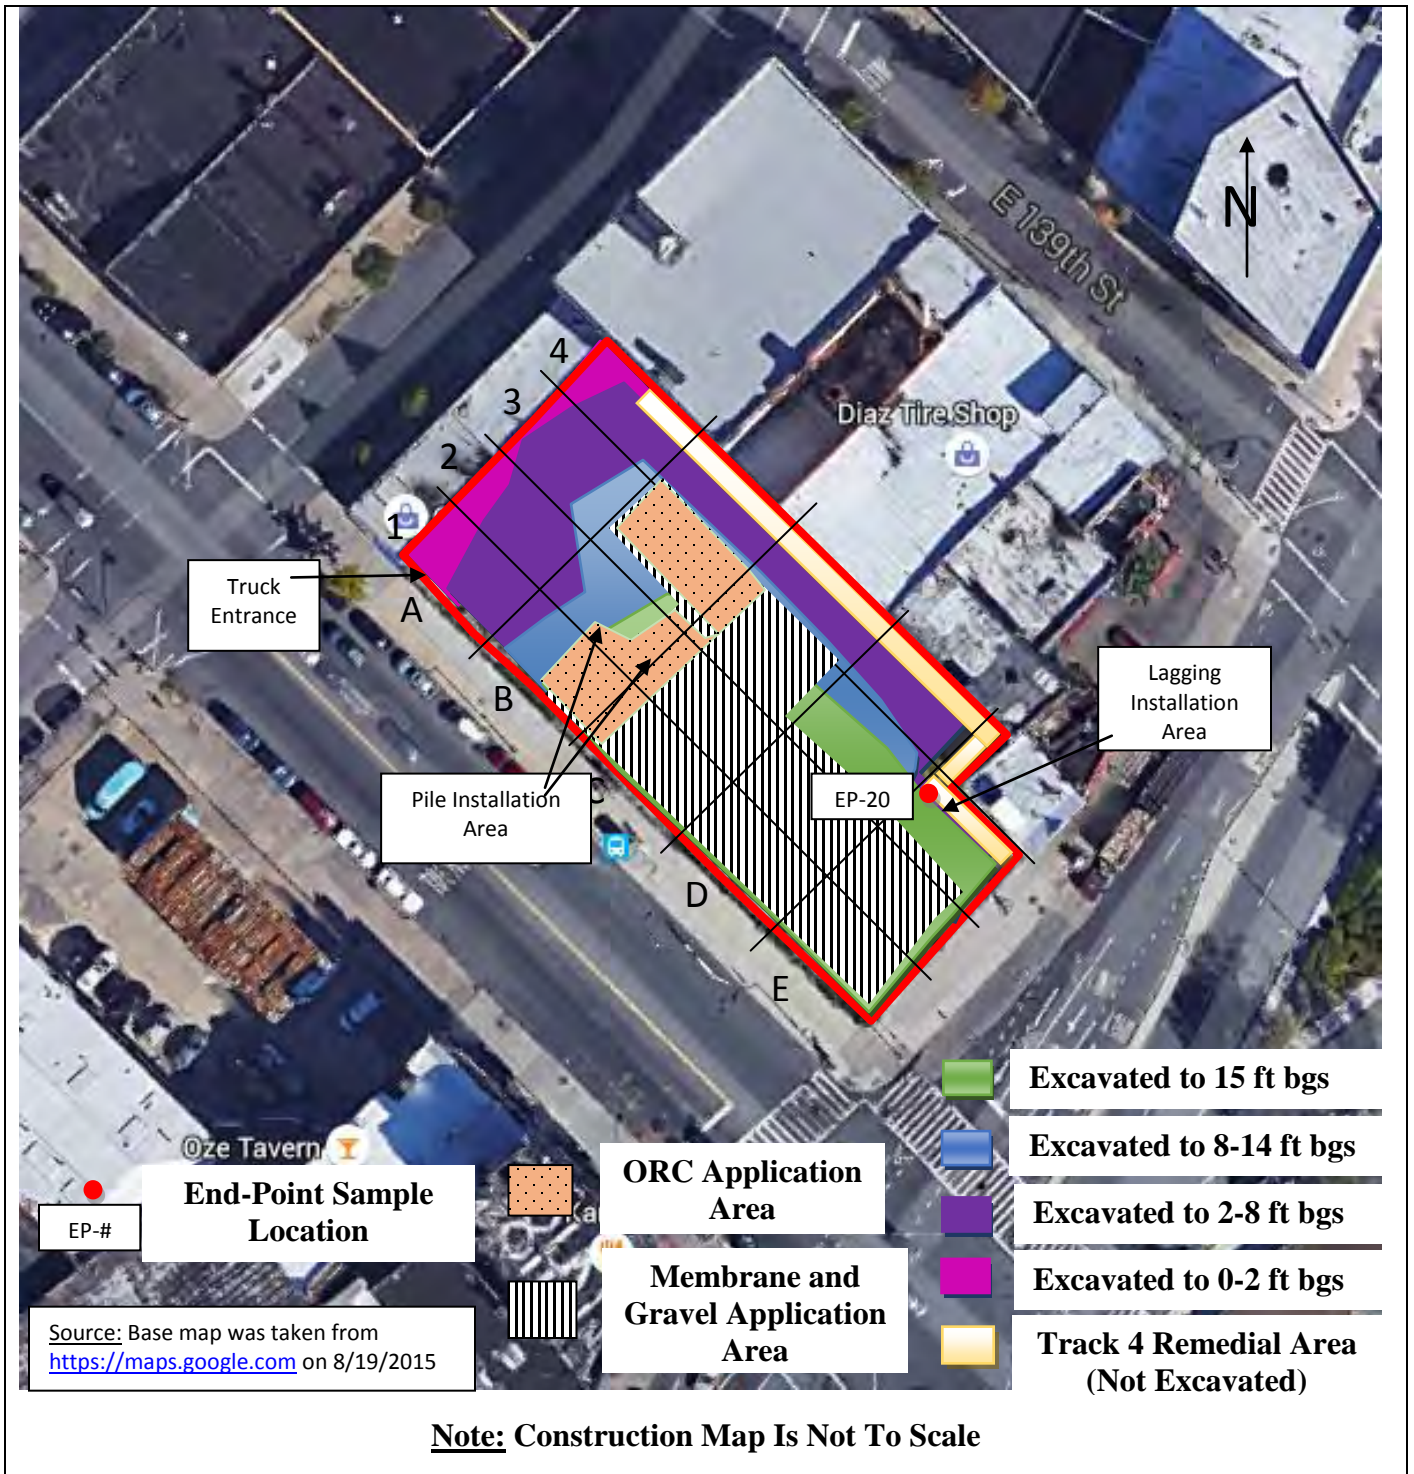 N
E 139th St
Diaz Tire Shop
4
3
2
1
A
B
C
D
E
Truck
Entrance
Lagging
Installation
Area
Pile Installation
Area
EP-20
Oze Tavern
Ka
End-Point Sample
Location
EP-#
ORC Application
Area
Membrane and
Gravel Application
Area
Excavated to 15 ft bgs
Excavated to 8-14 ft bgs
Excavated to 2-8 ft bgs
Excavated to 0-2 ft bgs
Track 4 Remedial Area
(Not Excavated)
Source: Base map was taken from
https://maps.google.com on 8/19/2015
Note: Construction Map Is Not To Scale